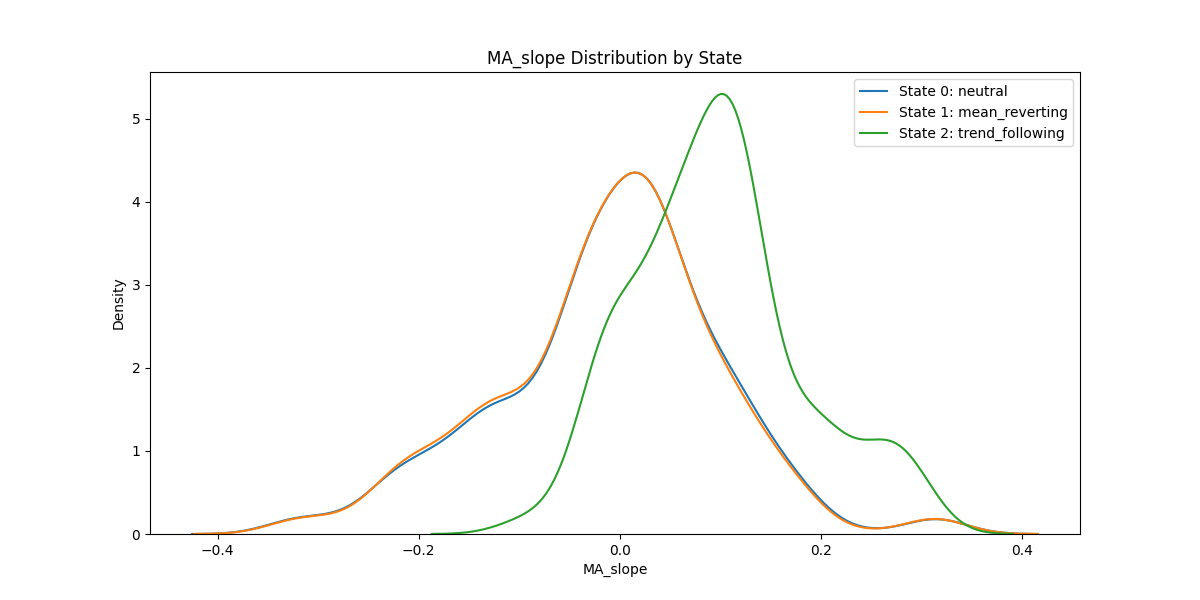 MA_slope Distribution by State
State 0: neutral
State 1: mean_reverting
State 2: trend_following
Density
5
4
3
2
1
0
−0.4
−0.2
0.0
0.2
0.4
MA_slope